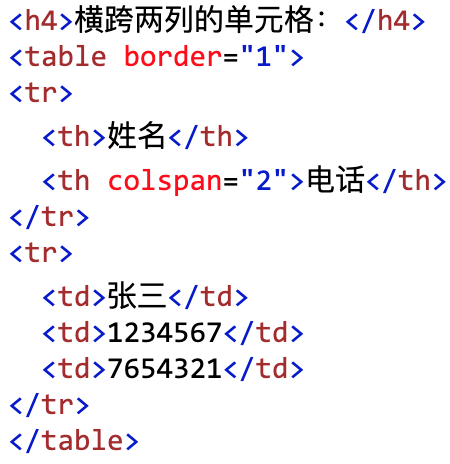 <h4>横跨两列的单元格：</h4>
<table border="1">
<tr>
  <th>姓名</th>
  <th colspan="2">电话</th>
</tr>
<tr>
  <td>张三</td>
  <td>1234567</td>
  <td>7654321</td>
</tr>
</table>